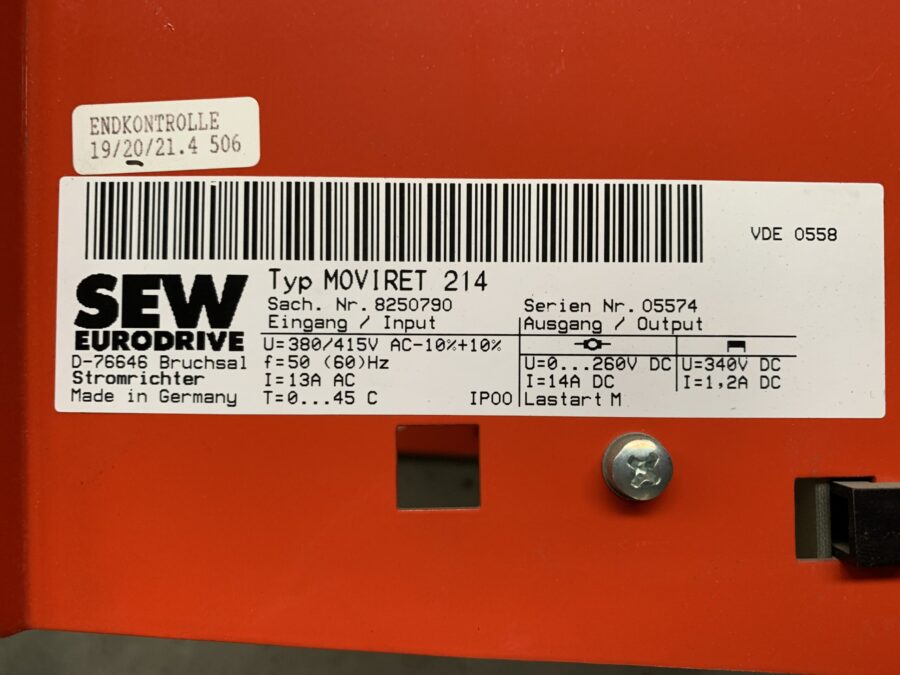 ENDKONTROLLE
19/20/21.4 506
VDE 0558
SEW
EURODRIVE
D-76646 Bruchsal
Stromrichter
Made in Germany
Typ MOVIRET 214
Sach. Nr. 8250790
Serien Nr. 05574
Eingang / Input
Ausgang / Output
U=380/415V AC-10%+10%
f=50 (60)Hz
I=13A AC
T=0...45 C
IP00
U=0...260V DC
I=14A DC
Lastart M
U=340V DC
I=1,2A DC